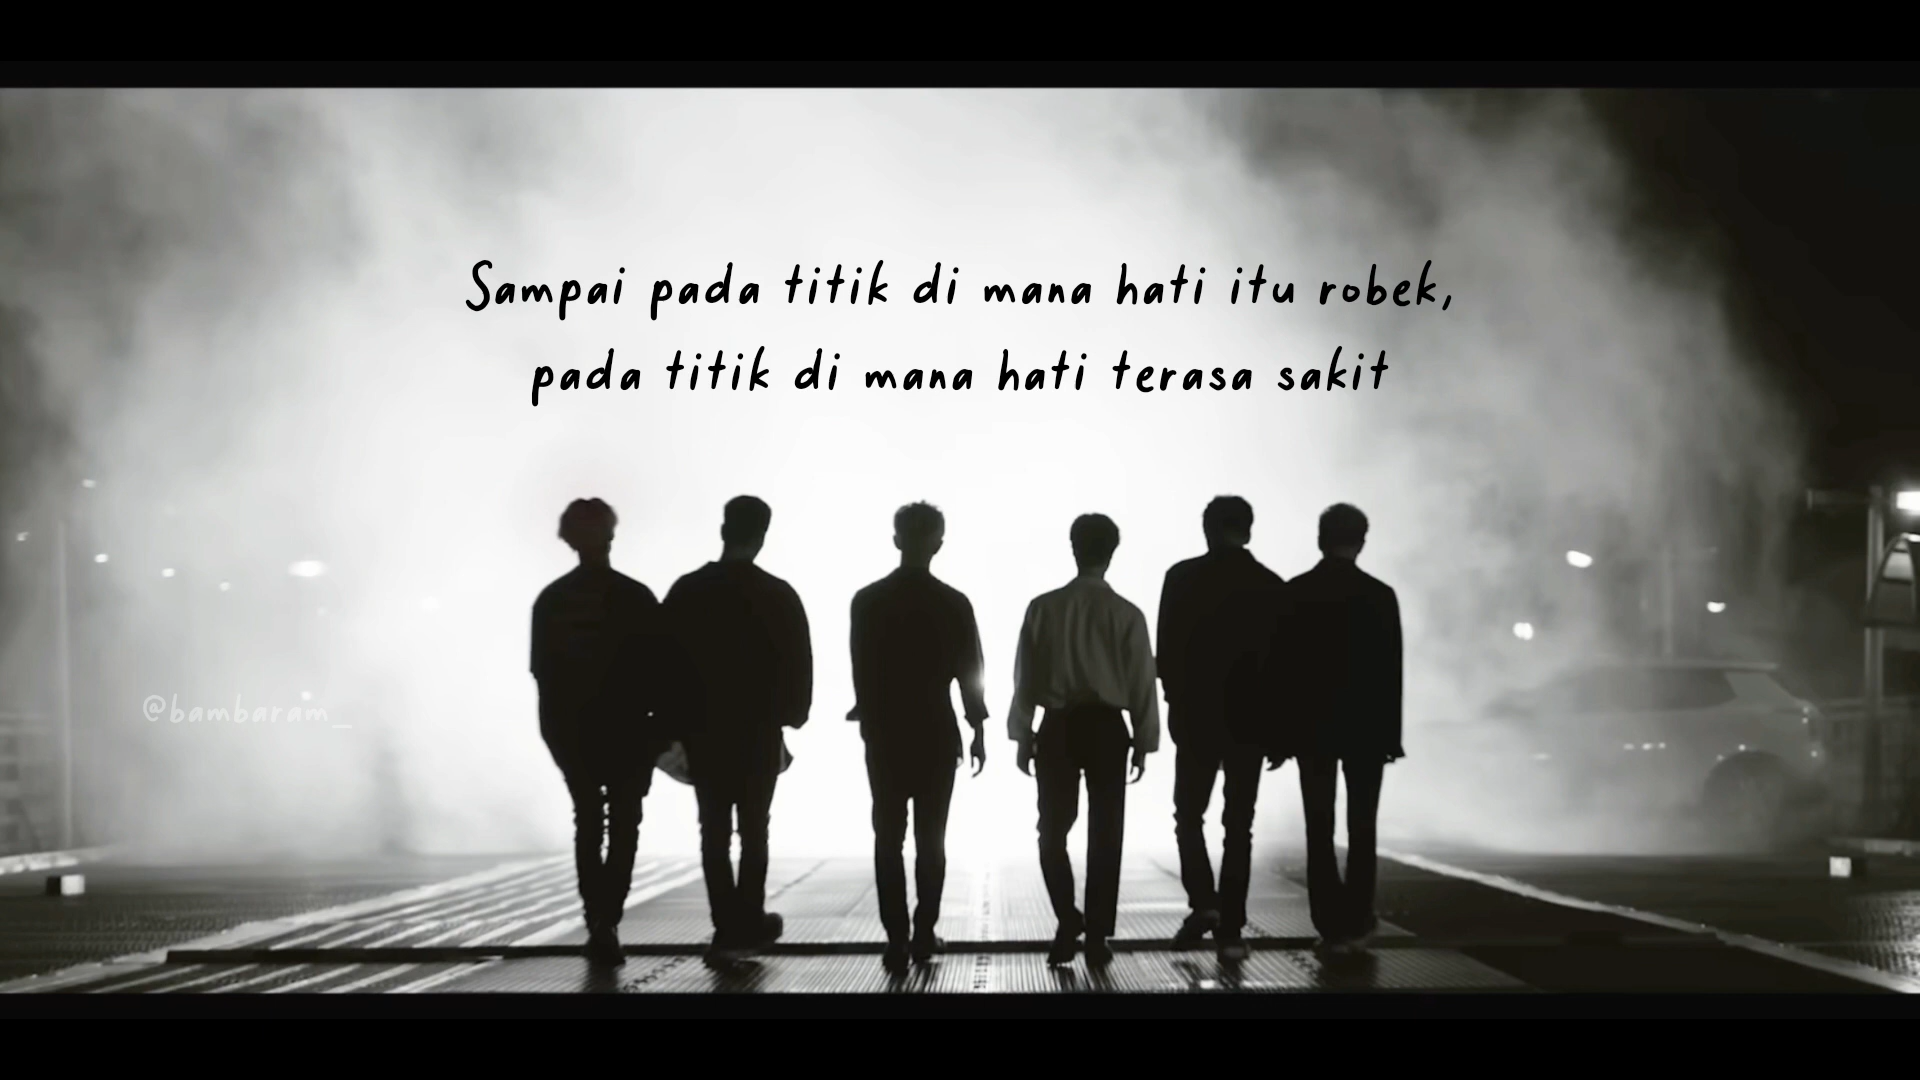 Sampai pada titik di mana hati itu robek,
pada titik di mana hati terasa sakit
@bambaram_